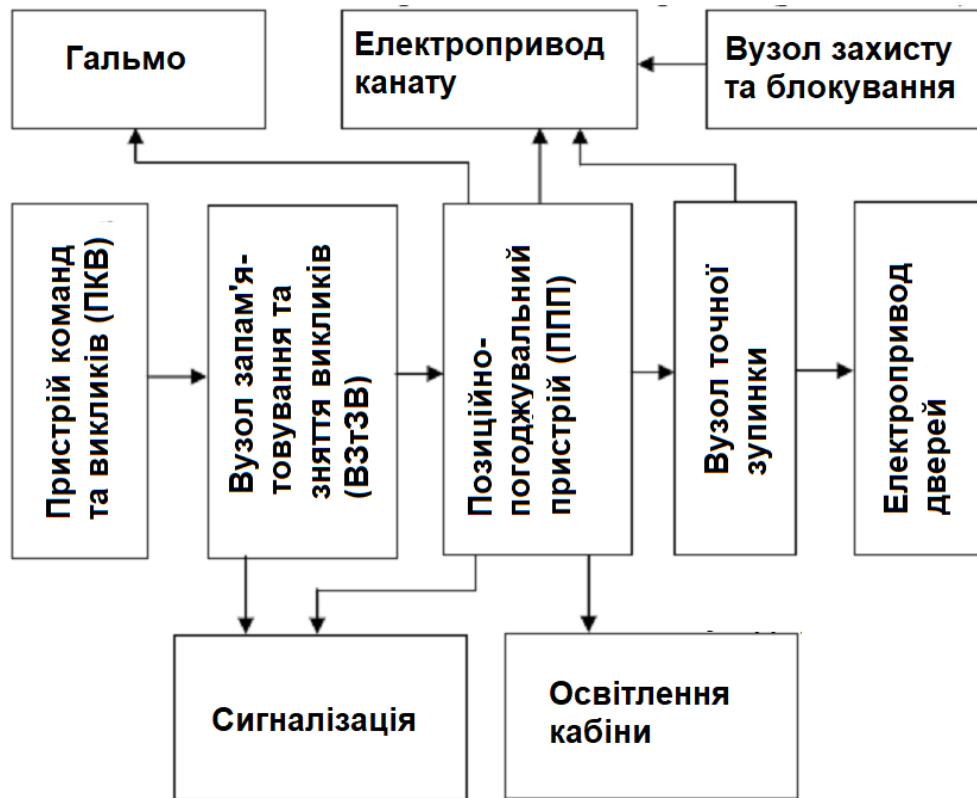 Гальмо
Електропривод
канату
Вузол захисту
та блокування
Пристрій команд
та викликів (ПКВ)
Вузол запам'я-
товування та
зняття викликів
(ВЗтЗВ)
Позиційно-
погоджувальний
пристрій (ППП)
Вузол точної
зупинки
Електропривод
дверей
Сигналізація
Освітлення
кабіни